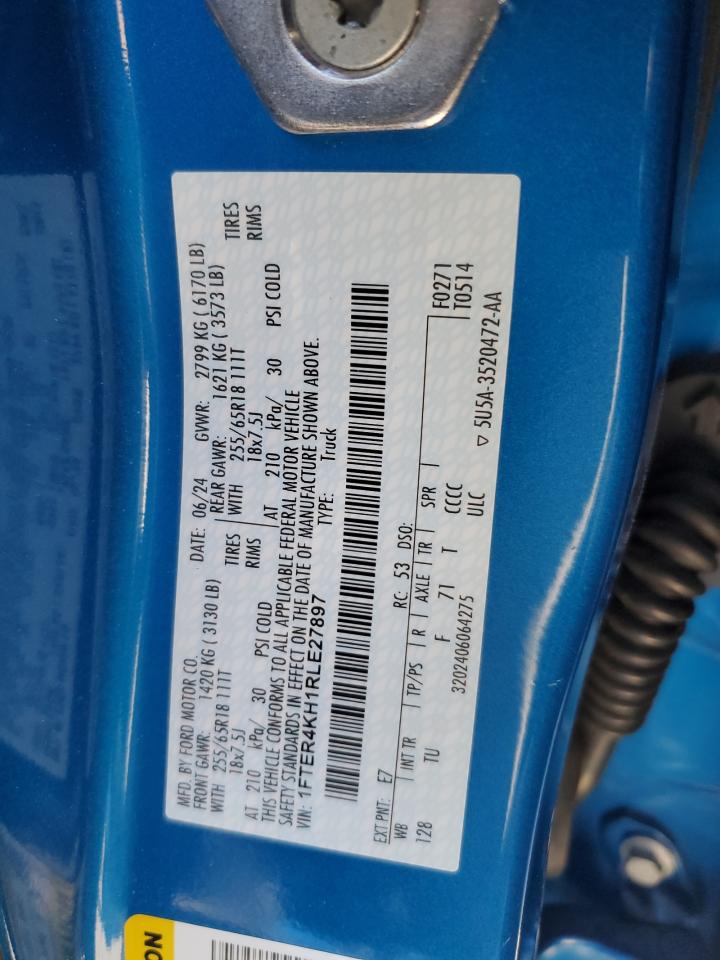 MFD. BY FORD MOTOR CO. DATE: 06/24 GVWR: 2799 KG ( 6170 LB)
FRONT GAWR: 1420 KG ( 3130 LB) REAR GAWR: 1621 KG ( 3573 LB)
WITH 255/65R18 111T TIRES WITH 255/65R18 111T TIRES
18x7.5J RIMS 18x7.5J RIMS
AT 210 kPa/ 30 PSI COLD AT 210 kPa/ 30 PSI COLD
THIS VEHICLE CONFORMS TO ALL APPLICABLE FEDERAL MOTOR VEHICLE
SAFETY STANDARDS IN EFFECT ON THE DATE OF MANUFACTURE SHOWN ABOVE.
VIN: 1FTER4KH1RLE27897 TYPE: Truck
EXT PNT: E7 RC: 53 DSO: F0271
WB INT TR TP/PS R AXLE TR SPR T0514
128 TU F 71 T CCCC
3202406064275 ULC ▽ 5U5A-3520472-AA
ON